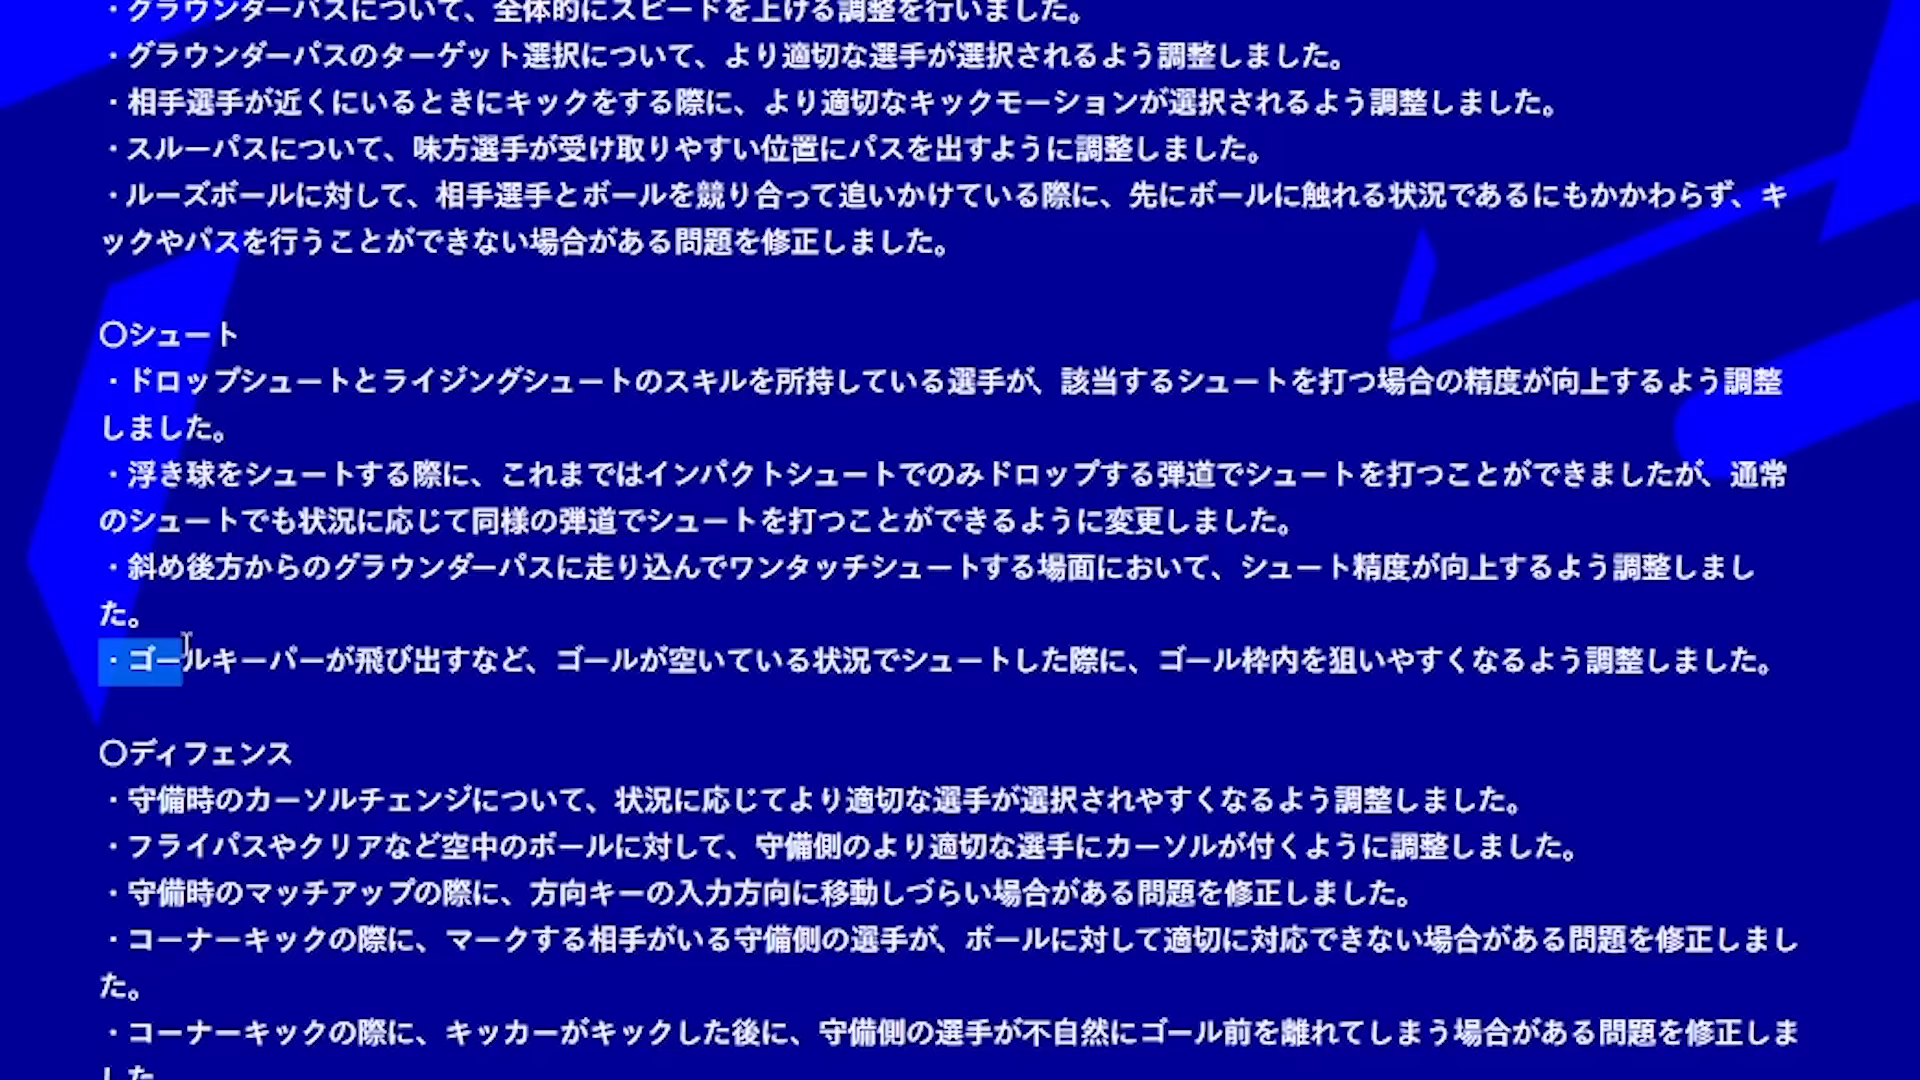 ・グラウンダーパスについて、全体的にスピードを上げる調整を行いました。
・グラウンダーパスのターゲット選択について、より適切な選手が選択されるよう調整しました。
・相手選手が近くにいるときにキックをする際に、より適切なキックモーションが選択されるよう調整しました。
・スルーパスについて、味方選手が受け取りやすい位置にパスを出すように調整しました。
・ルーズボールに対して、相手選手とボールを競り合って追いかけている際に、先にボールに触れる状況であるにもかかわらず、キ
ックやパスを行うことができない場合がある問題を修正しました。
〇シュート
・ドロップシュートとライジングシュートのスキルを所持している選手が、該当するシュートを打つ場合の精度が向上するよう調整
しました。
・浮き球をシュートする際に、これまではインパクトシュートでのみドロップする弾道でシュートを打つことができましたが、通常
のシュートでも状況に応じて同様の弾道でシュートを打つことができるように変更しました。
・斜め後方からのグラウンダーパスに走り込んでワンタッチシュートする場面において、シュート精度が向上するよう調整しまし
た。
・ゴールキーパーが飛び出すなど、ゴールが空いている状況でシュートした際に、ゴール枠内を狙いやすくなるよう調整しました。
〇ディフェンス
・守備時のカーソルチェンジについて、状況に応じてより適切な選手が選択されやすくなるよう調整しました。
・フライパスやクリアなど空中のボールに対して、守備側のより適切な選手にカーソルが付くように調整しました。
・守備時のマッチアップの際に、方向キーの入力方向に移動しづらい場合がある問題を修正しました。
・コーナーキックの際に、マークする相手がいる守備側の選手が、ボールに対して適切に対応できない場合がある問題を修正しまし
た。
・コーナーキックの際に、キッカーがキックした後に、守備側の選手が不自然にゴール前を離れてしまう場合がある問題を修正しま
した